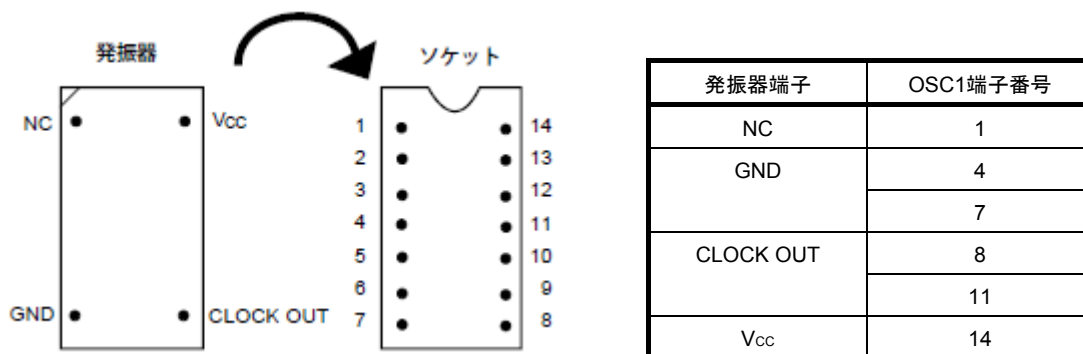 発振器
ソケット
NC
Vcc
GND
CLOCK OUT
1 14
2 13
3 12
4 11
5 10
6 9
7 8
発振器端子 OSC1端子番号
NC 1
GND 4
7
CLOCK OUT 8
11
Vcc 14